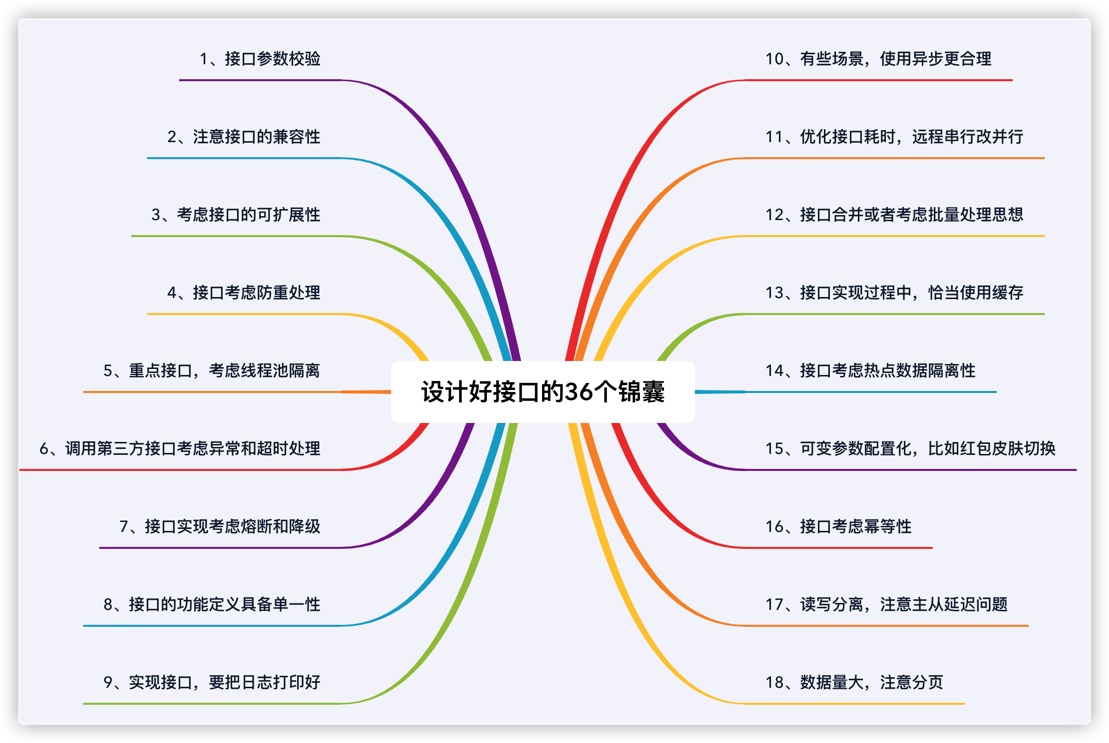 1、接口参数校验
2、注意接口的兼容性
3、考虑接口的可扩展性
4、接口考虑防重处理
5、重点接口，考虑线程池隔离
6、调用第三方接口考虑异常和超时处理
7、接口实现考虑熔断和降级
8、接口的功能定义具备单一性
9、实现接口，要把日志打印好
设计好接口的36个锦囊
10、有些场景，使用异步更合理
11、优化接口耗时，远程串行改并行
12、接口合并或者考虑批量处理思想
13、接口实现过程中，恰当使用缓存
14、接口考虑热点数据隔离性
15、可变参数配置化，比如红包皮肤切换
16、接口考虑幂等性
17、读写分离，注意主从延迟问题
18、数据量大，注意分页